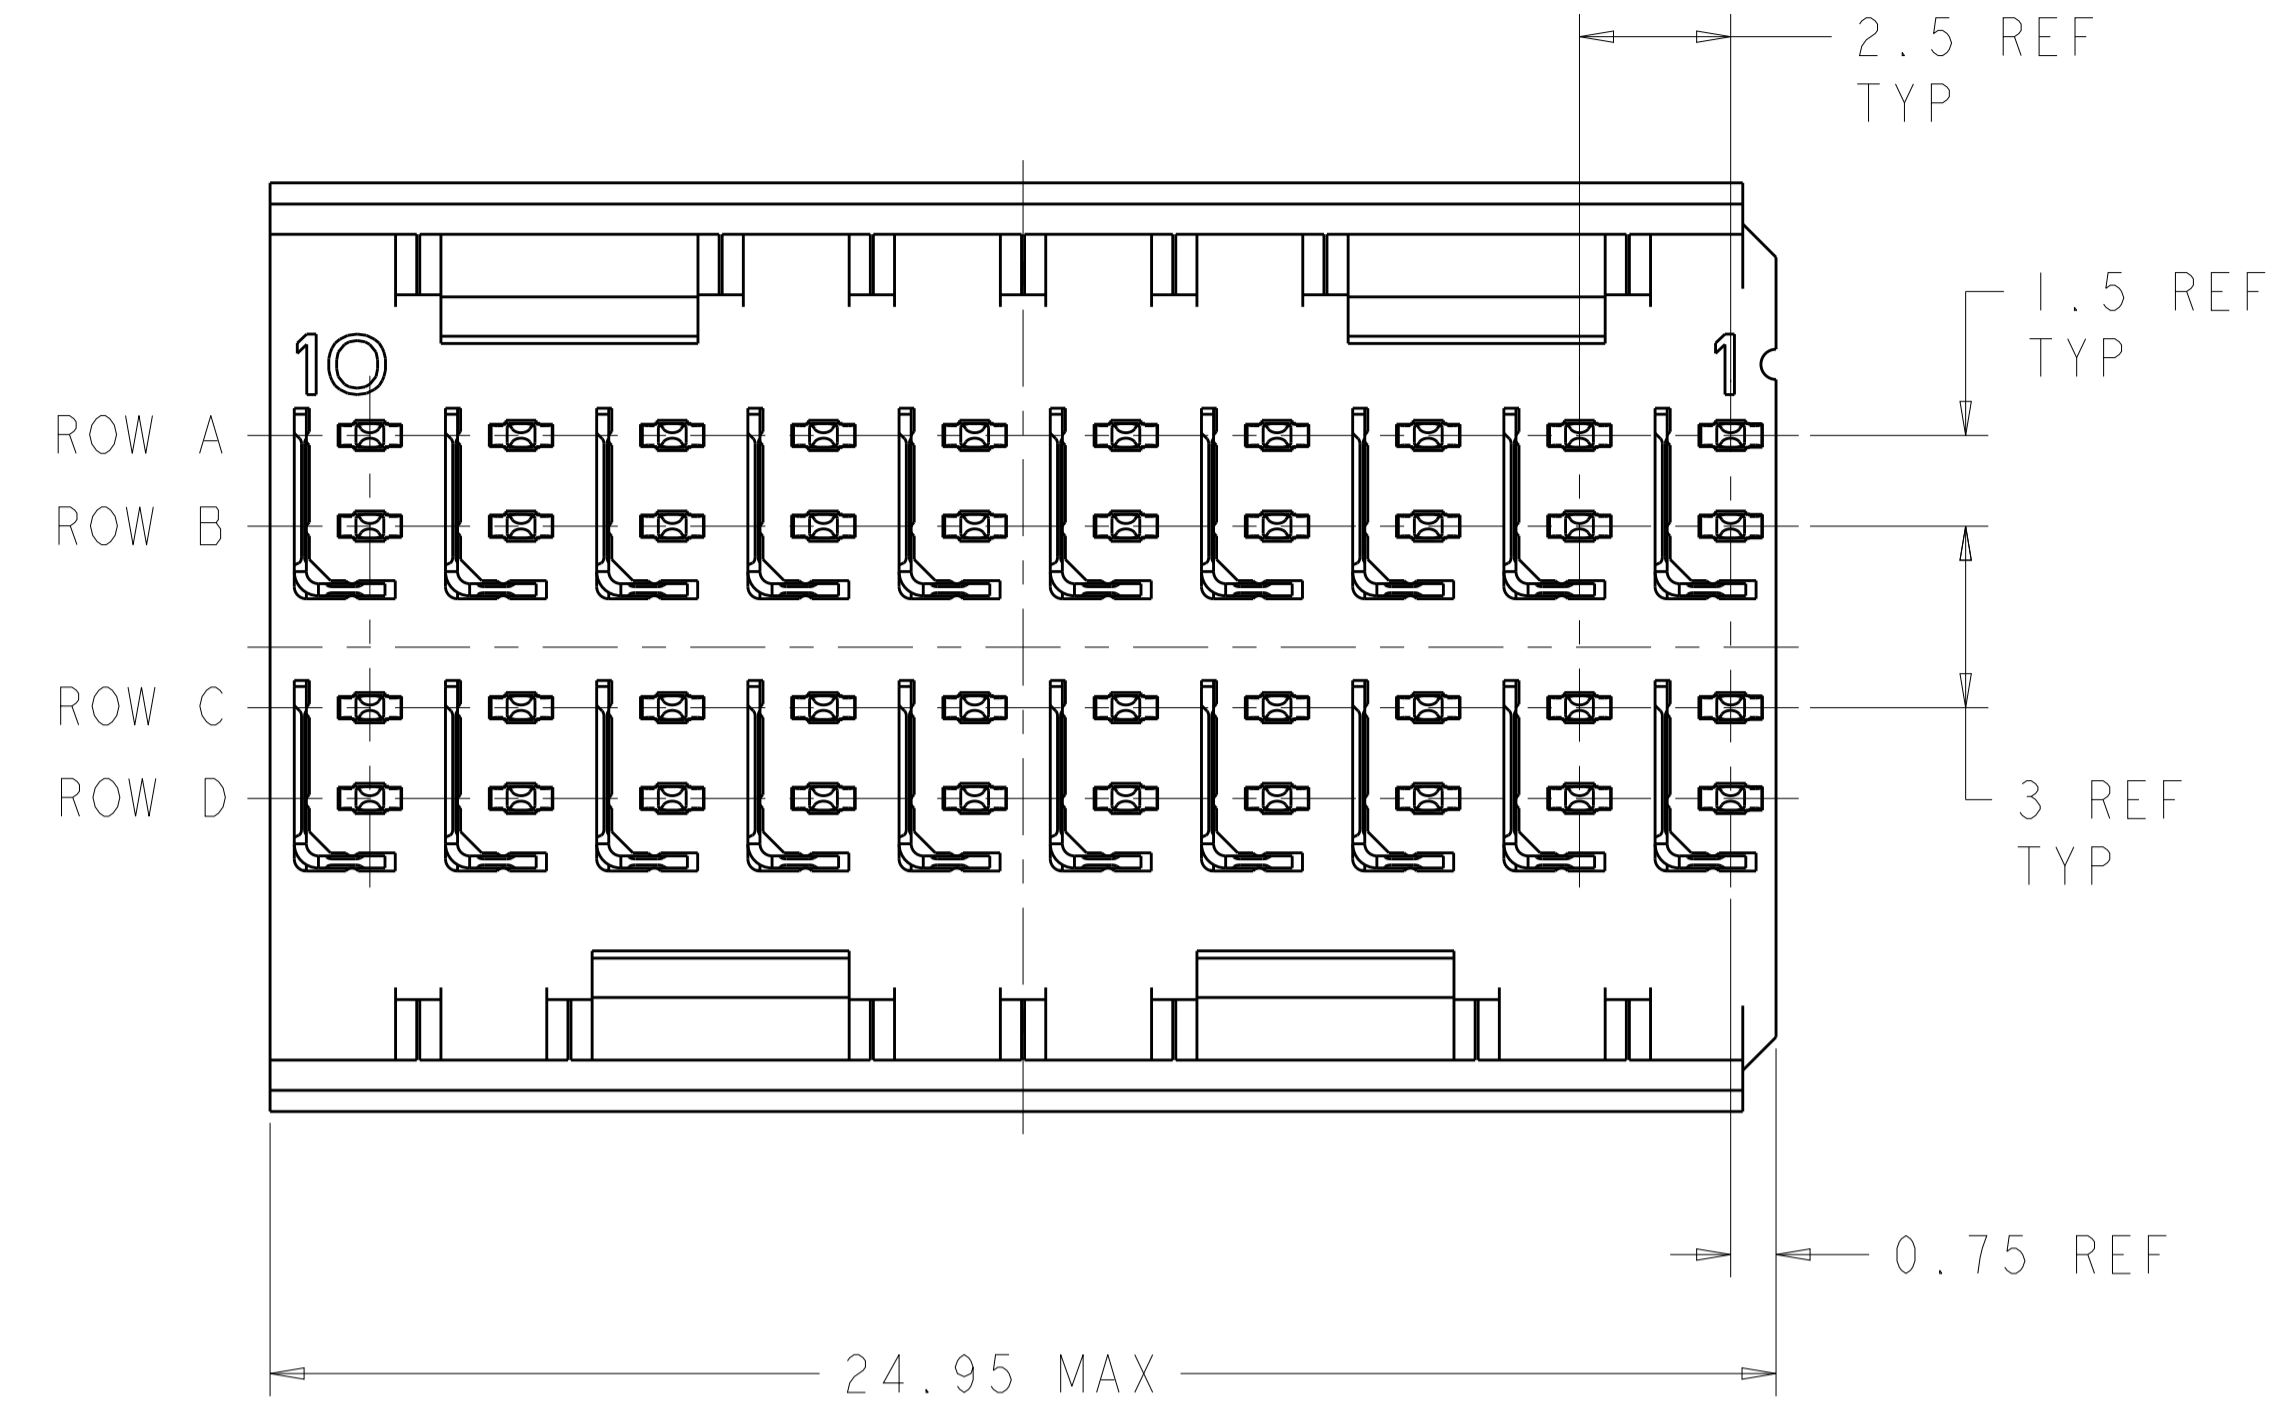 2.5 REF
TYP
1.5 REF
TYP
10
1
ROW A
ROW B
ROW C
ROW D
3 REF
TYP
0.75 REF
24.95 MAX